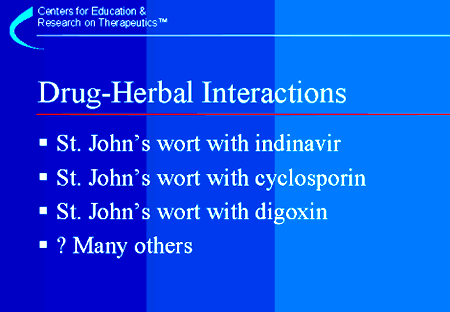 Centers for Education &
Research on Therapeutics™
Drug-Herbal Interactions
▪ St. John's wort with indinavir
▪ St. John's wort with cyclosporin
▪ St. John's wort with digoxin
▪ ? Many others